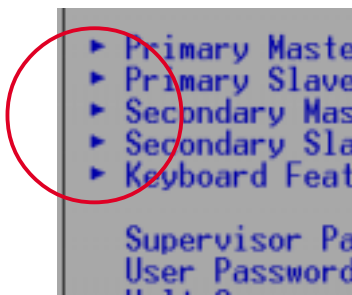 Primary Maste
Primary Slave
Secondary Mas
Secondary Sla
Keyboard Feat
Supervisor Pa
User Password